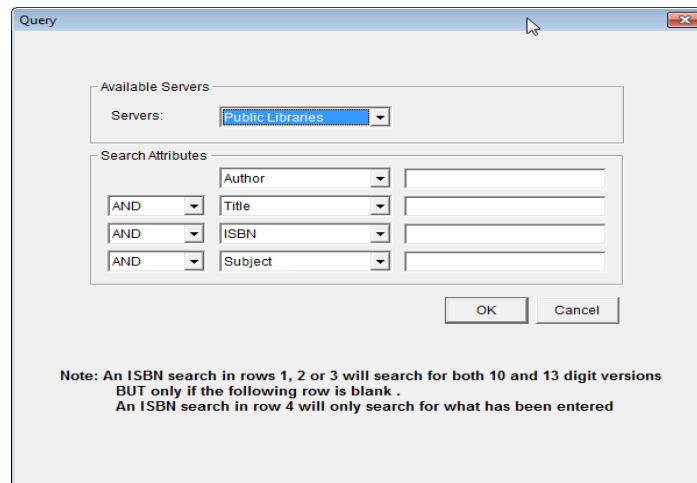 Query
Available Servers
Servers: Public Libraries
Search Attributes
Author
AND Title
AND ISBN
AND Subject
OK Cancel
Note: An ISBN search in rows 1, 2 or 3 will search for both 10 and 13 digit versions
BUT only if the following row is blank .
An ISBN search in row 4 will only search for what has been entered